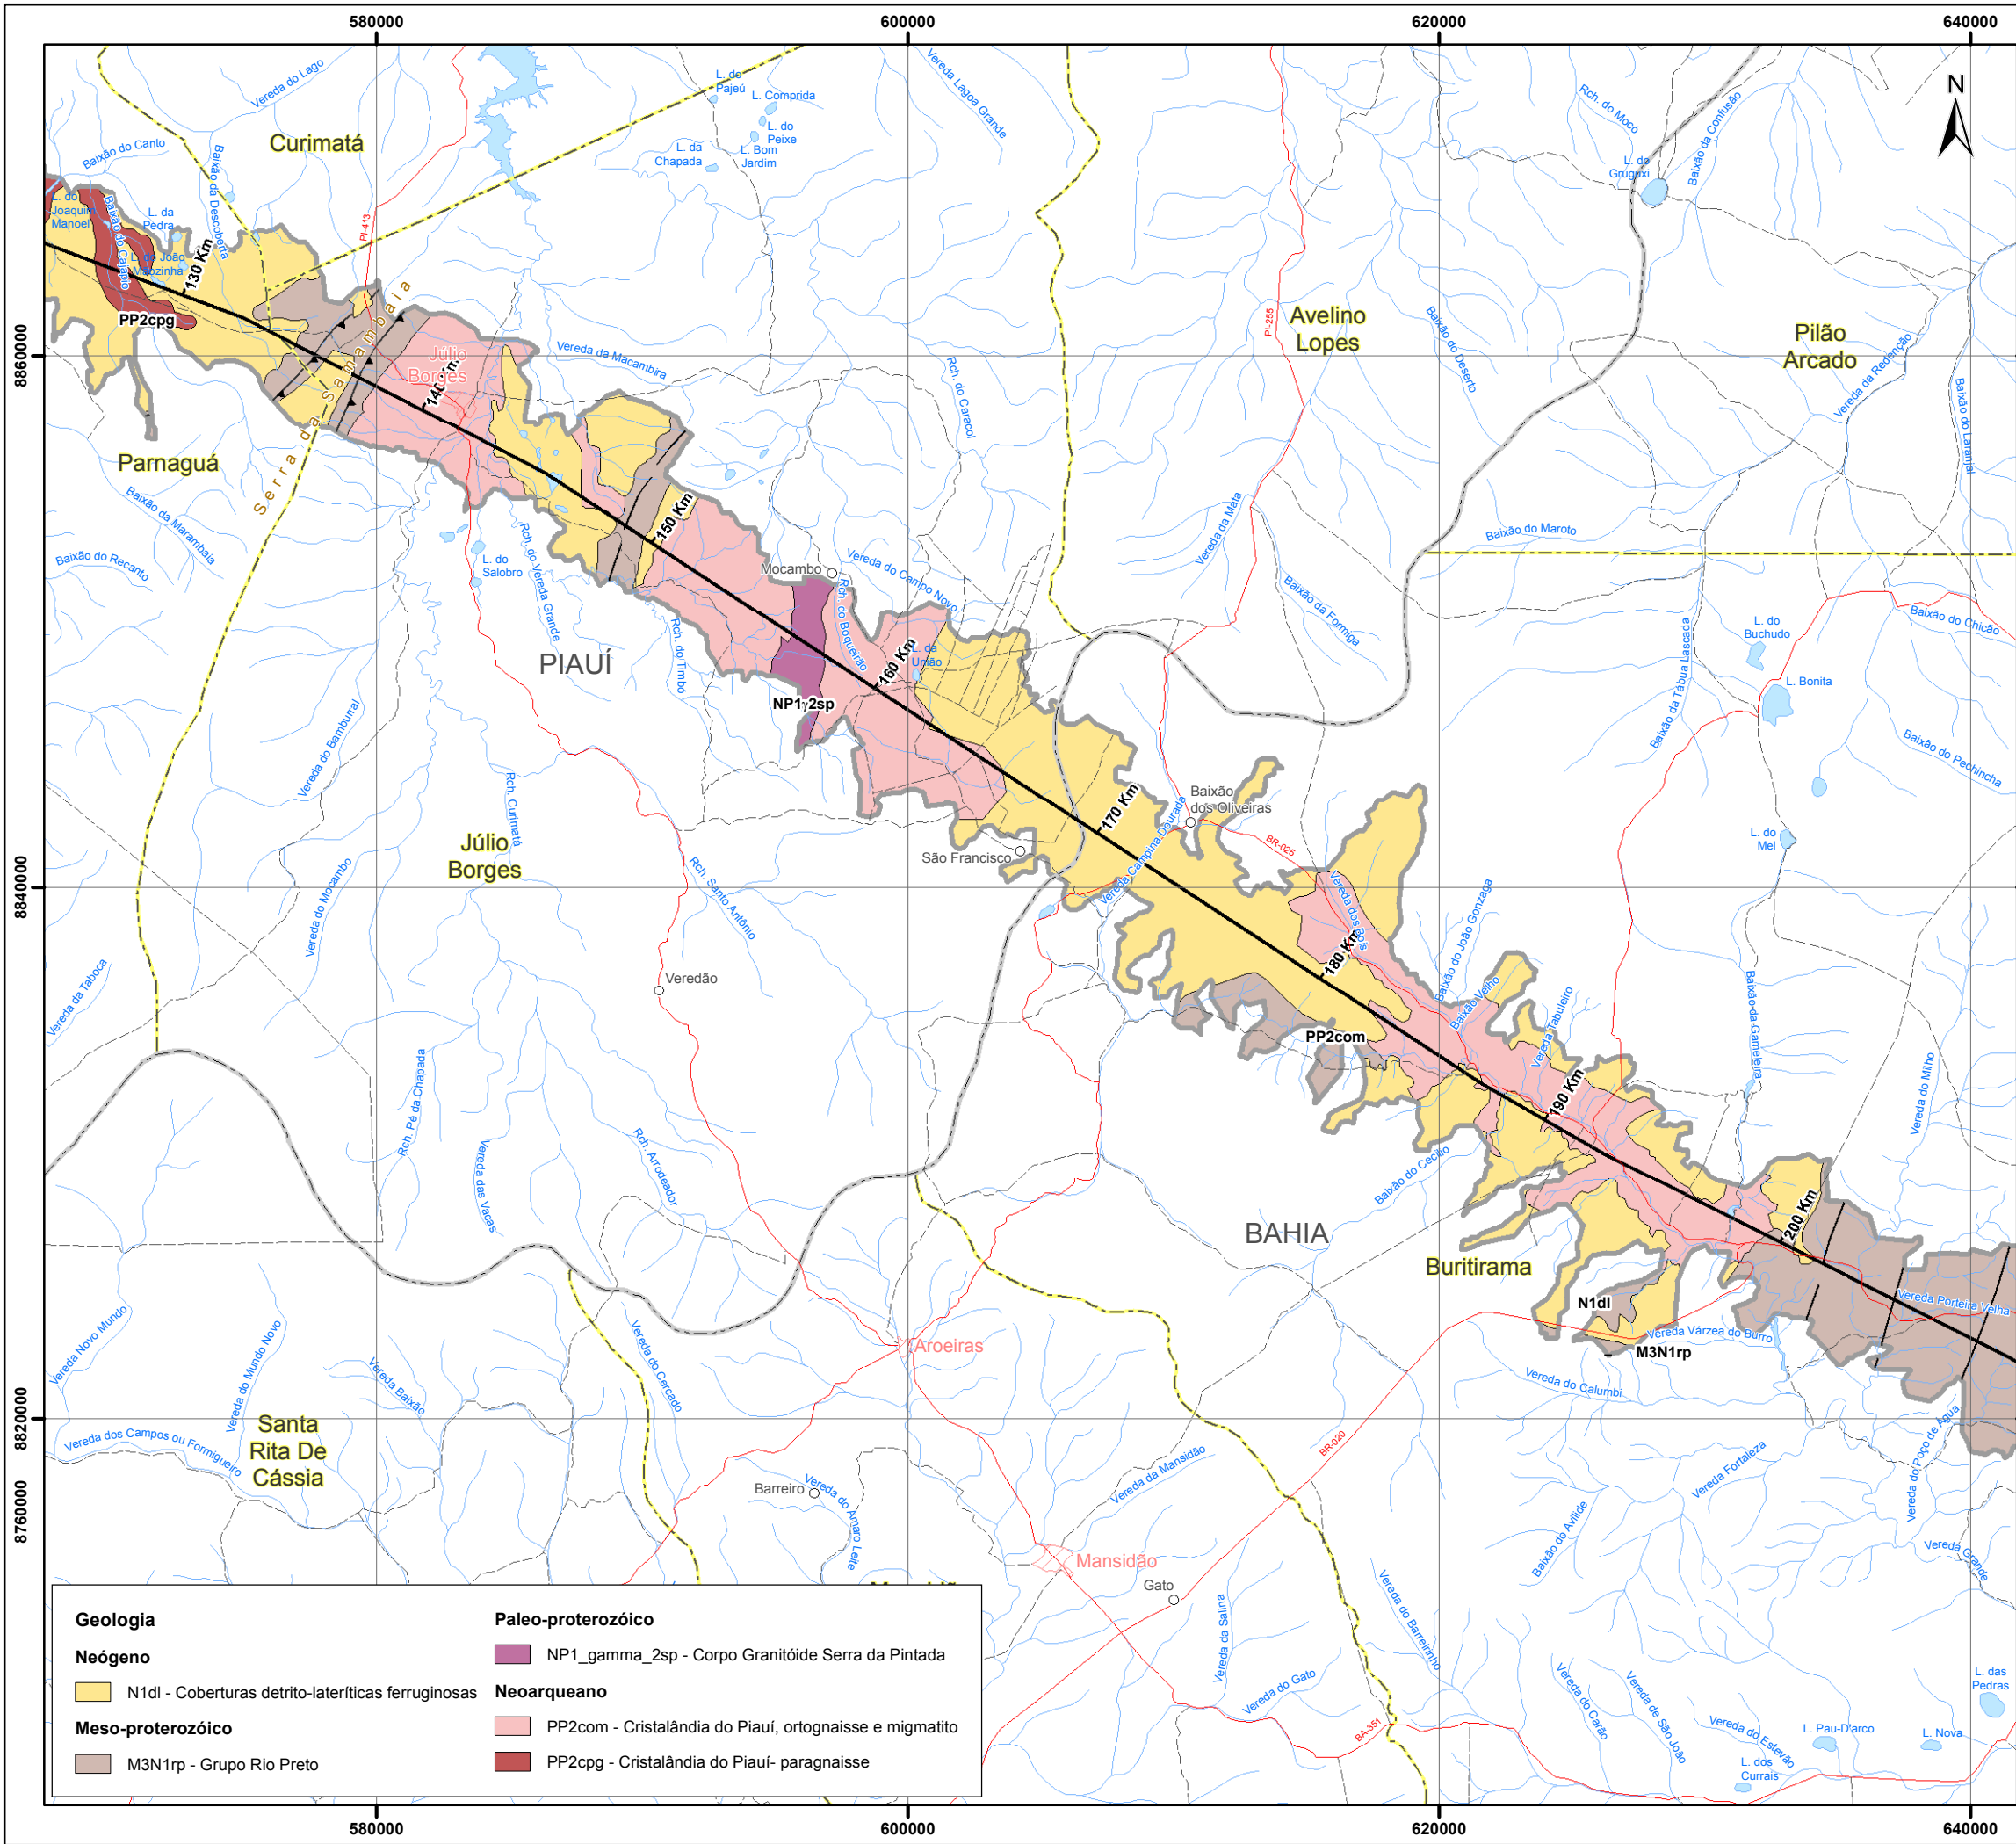 580000
600000
620000
640000
N
Vereda do Lago
Curimatá
Baixão do Canto
Baixão da Descoberta
L. do
Pajeú
L. Comprida
L. do
Peixe
L. Bom
Jardim
L. da
Chapada
Vereda Lagoa Grande
Rch. do Mocó
Baixão da Confusão
L. do
Gruguxi
L. do
Joaquim
Manoel
Baixão do Cajapió
L. da
Pedra
L. do João
Mãozinha
130 Km
PI-413
PP2cpg
Serra da Samambaia
Júlio
Borges
140 Km
Vereda da Macambira
Rch. do Caracol
PI-255
Avelino
Lopes
Baixão do Deserto
Pilão
Arcado
Vereda da Redenção
Baixão do Laranjal
8860000
Parnaguá
Baixão da Marambaia
Baixão do Recanto
L. do
Salobro
Rch. do Vereda Grande
150 Km
Mocambo
Vereda do Campo Novo
Rch. do Boqueirão
Rch. do Timbó
Vereda da Mata
Baixão do Maroto
Baixão da Formiga
PIAUÍ
L. da
União
160 Km
NP1γ2sp
L. do
Buchudo
Baixão do Chicão
Baixão da Tábua Lascada
L. Bonita
Baixão do Pechincha
Vereda do Bamburral
Rch. Curimatá
170 Km
Baixão
dos Oliveiras
Vereda Campina Dourada
BR-025
L. do
Mel
Júlio
Borges
São Francisco
8840000
Vereda do Mocambo
Rch. Santo Antônio
Vereda dos Bois
Baixão do João Gonzaga
180 Km
Veredão
Vereda da Taboca
Baixão Velho
Vereda Tabuleiro
Baixão da Gameleira
PP2com
Rch. Pé da Chapada
Vereda das Vacas
Rch. Arrodeador
190 Km
Vereda do Milho
Baixão do Cecílio
BAHIA
200 Km
Buritirama
N1dl
Vereda Porteira Velha
Vereda Várzea do Burro
M3N1rp
Vereda Novo Mundo
Vereda do Mundo Novo
Vereda Baixão
Vereda do Cercado
Aroeiras
Vereda do Calumbi
8820000
Santa
Rita De
Cássia
Vereda dos Campos ou Formigueiro
BR-020
Vereda da Mansidão
Vereda Fortaleza
Vereda do Poço de Água
Barreiro
Vereda do Amaro Leite
8760000
Baixão do Avilide
Vereda Grande
Mansidão
Gato
Vereda da Salina
Vereda do Barreirinho
Vereda do Gato
BA-351
Vereda do Carão
Vereda de São João
Vereda do Estevão
L. Pau-D'arco
L. Nova
L. das
Pedras
L. dos
Currais
Geologia
Neógeno
N1dl - Coberturas detrito-lateríticas ferruginosas
Meso-proterozóico
M3N1rp - Grupo Rio Preto
Paleo-proterozóico
NP1_gamma_2sp - Corpo Granitóide Serra da Pintada
Neoarqueano
PP2com - Cristalândia do Piauí, ortognaisse e migmatito
PP2cpg - Cristalândia do Piauí- paragnaisse
580000
600000
620000
640000